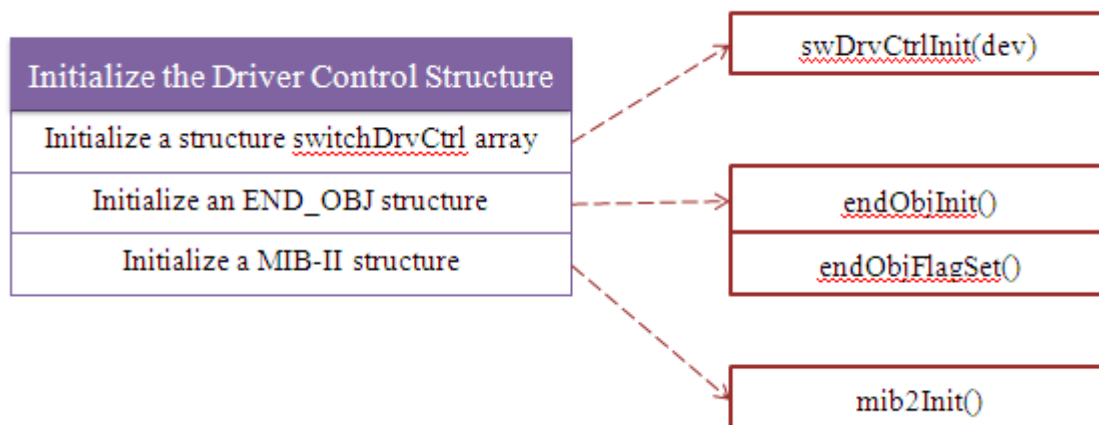 Initialize the Driver Control Structure
Initialize a structure switchDrvCtrl array
Initialize an END_OBJ structure
Initialize a MIB-II structure
swDrvCtrlInit(dev)
endObjInit()
endObjFlagSet()
mib2Init()